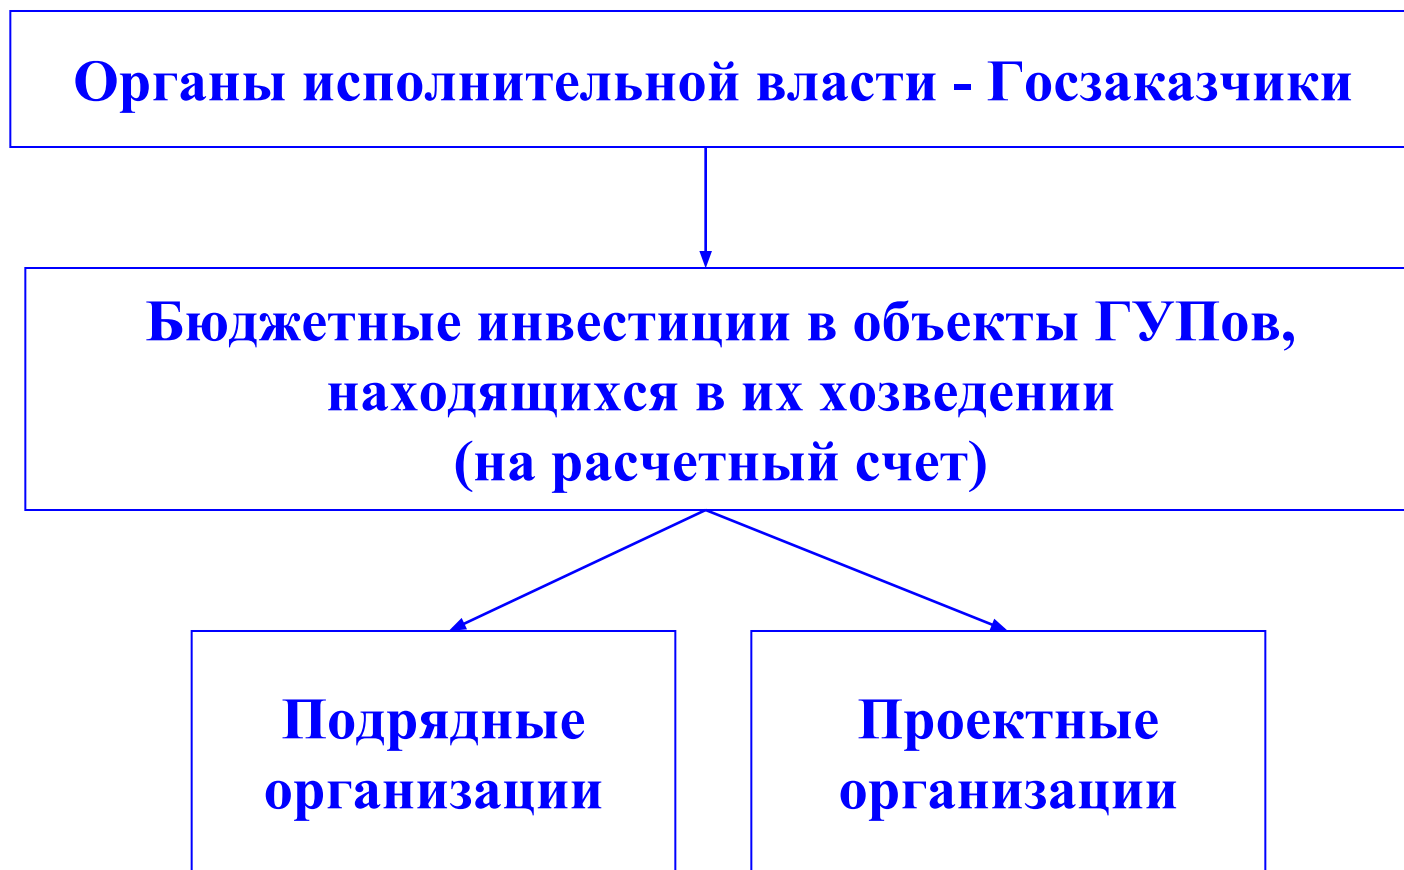 Органы исполнительной власти - Госзаказчики
Бюджетные инвестиции в объекты ГУПов,
находящихся в их хозведении
(на расчетный счет)
Подрядные
организации
Проектные
организации